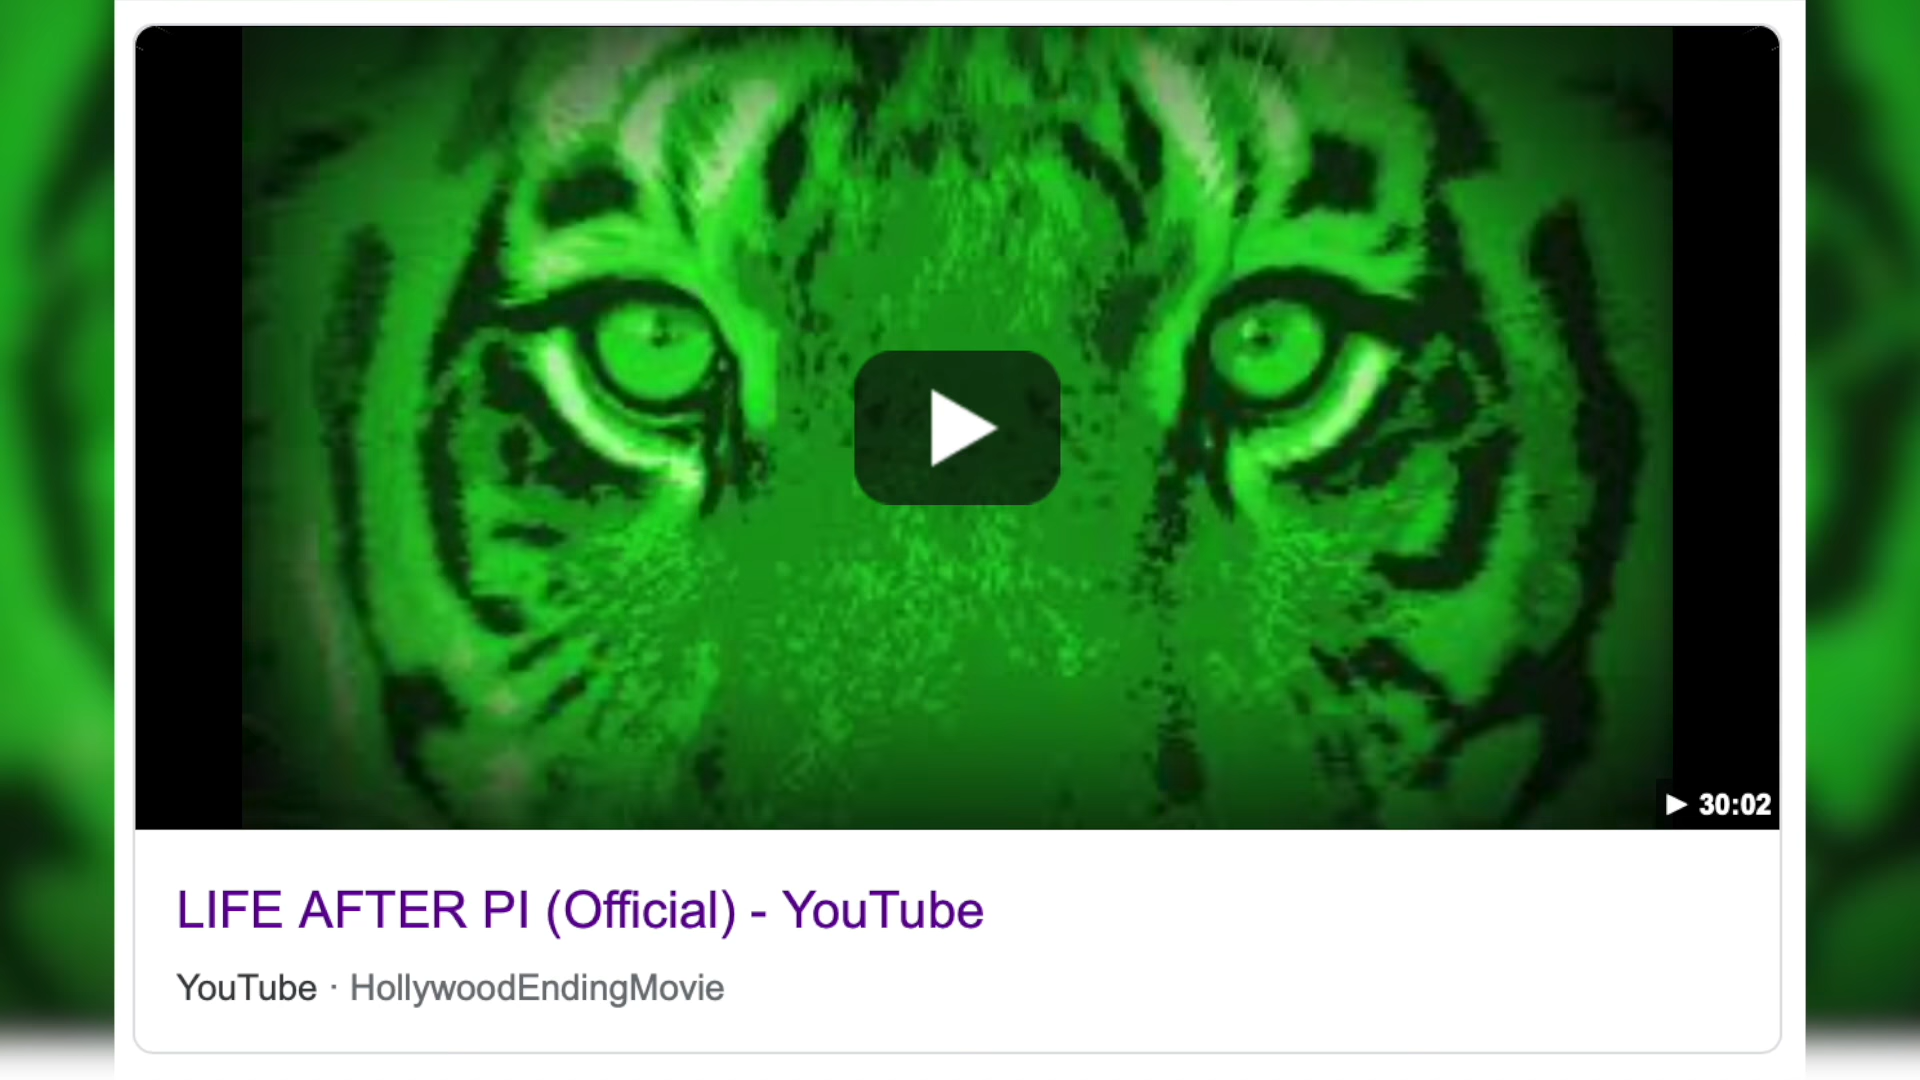 30:02
LIFE AFTER PI (Official) - YouTube
YouTube · HollywoodEndingMovie